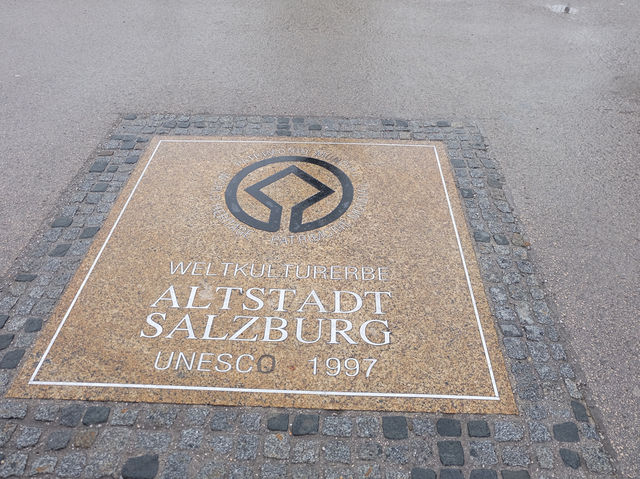 WELTKULTURERBE
ALTSTADT
SALZBURG
UNESCO 1997